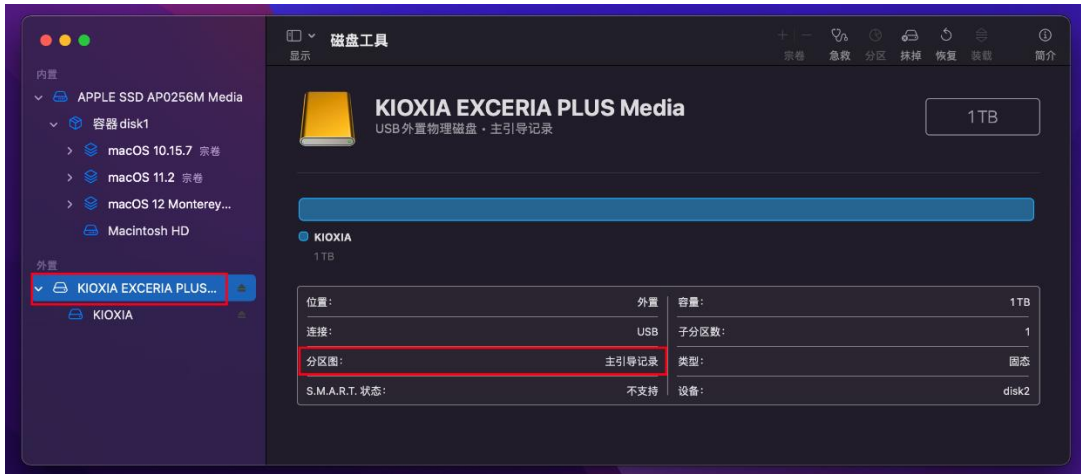 磁盘工具
显示
宗卷
急救
分区
抹掉
恢复
装载
简介
内置
APPLE SSD AP0256M Media
容器 disk1
macOS 10.15.7 宗卷
macOS 11.2 宗卷
macOS 12 Monterey...
Macintosh HD
外置
KIOXIA EXCERIA PLUS...
KIOXIA
KIOXIA EXCERIA PLUS Media
USB外置物理磁盘・主引导记录
1TB
KIOXIA
1TB
位置: 外置
容量: 1TB
连接: USB
子分区数: 1
分区图: 主引导记录
类型: 固态
S.M.A.R.T. 状态: 不支持
设备: disk2